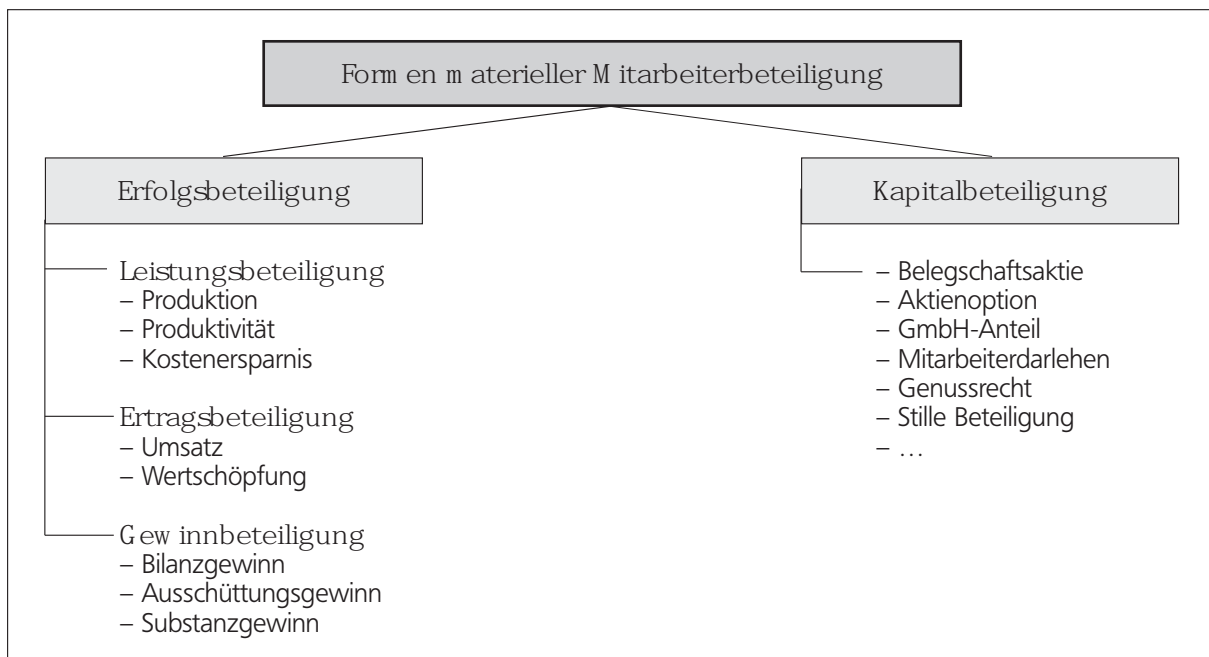 Formen materieller Mitarbeiterbeteiligung
Erfolgsbeteiligung
Leistungsbeteiligung
– Produktion
– Produktivität
– Kostenersparnis
Ertragsbeteiligung
– Umsatz
– Wertschöpfung
Gewinnbeteiligung
– Bilanzgewinn
– Ausschüttungsgewinn
– Substanzgewinn
Kapitalbeteiligung
– Belegschaftsaktie
– Aktienoption
– GmbH-Anteil
– Mitarbeiterdarlehen
– Genussrecht
– Stille Beteiligung
– …